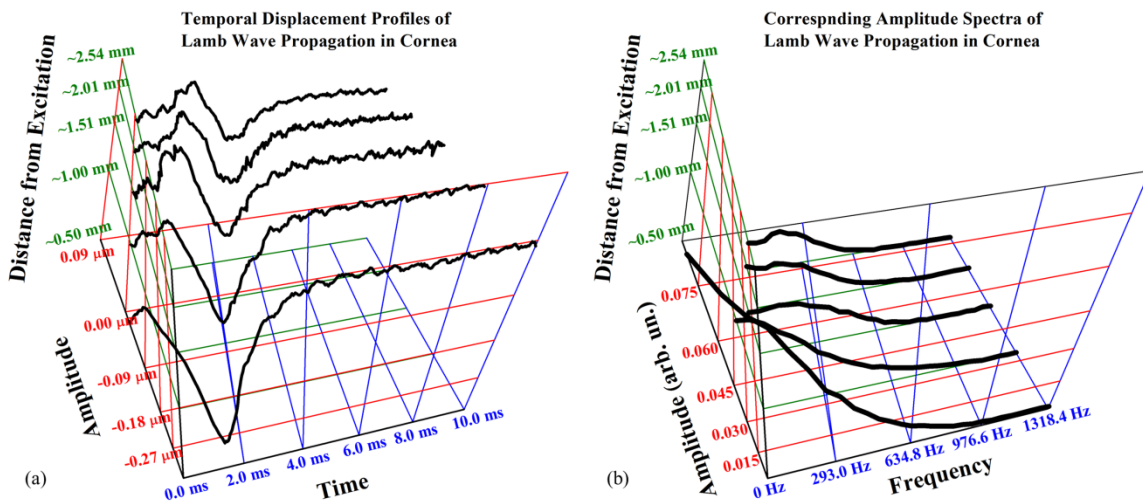 Temporal Displacement Profiles of
Lamb Wave Propagation in Cornea
Distance from Excitation
~2.54 mm
~2.01 mm
~1.51 mm
~1.00 mm
~0.50 mm
0.09 µm
0.00 µm
-0.09 µm
-0.18 µm
-0.27 µm
Amplitude
0.0 ms
2.0 ms
4.0 ms
6.0 ms
8.0 ms
10.0 ms
Time
(a)
Correspnding Amplitude Spectra of
Lamb Wave Propagation in Cornea
Distance from Excitation
~2.54 mm
~2.01 mm
~1.51 mm
~1.00 mm
~0.50 mm
0.075
0.060
0.045
0.030
0.015
Amplitude (arb. un.)
0 Hz
293.0 Hz
634.8 Hz
976.6 Hz
1318.4 Hz
Frequency
(b)